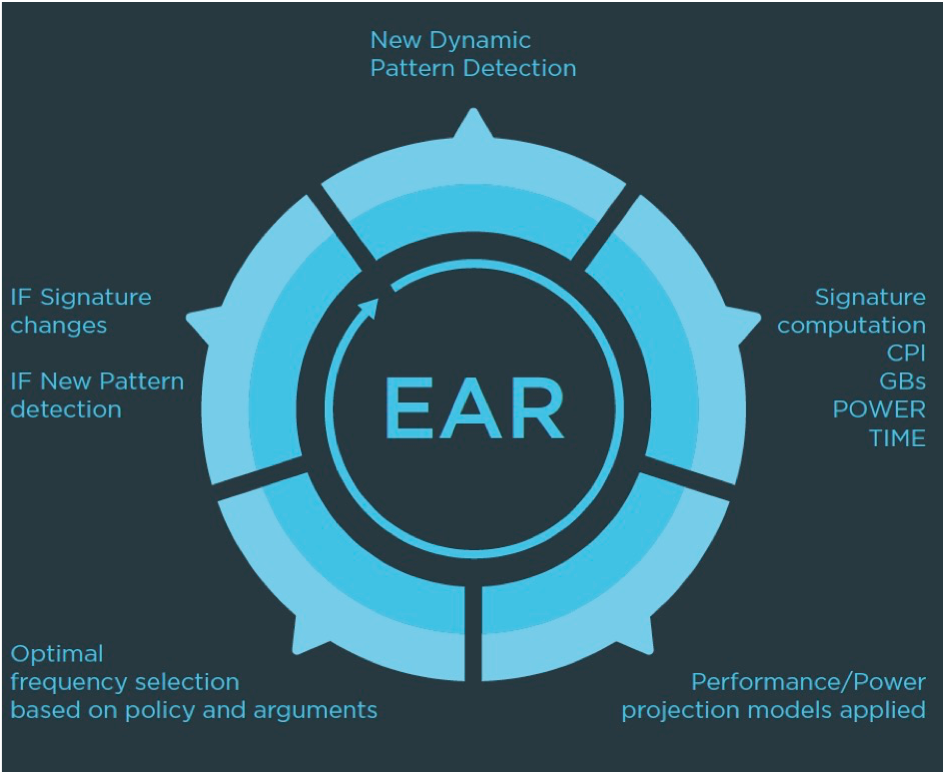 New Dynamic
Pattern Detection
IF Signature
changes
IF New Pattern
detection
EAR
Signature
computation
CPI
GBs
POWER
TIME
Optimal
frequency selection
based on policy and arguments
Performance/Power
projection models applied